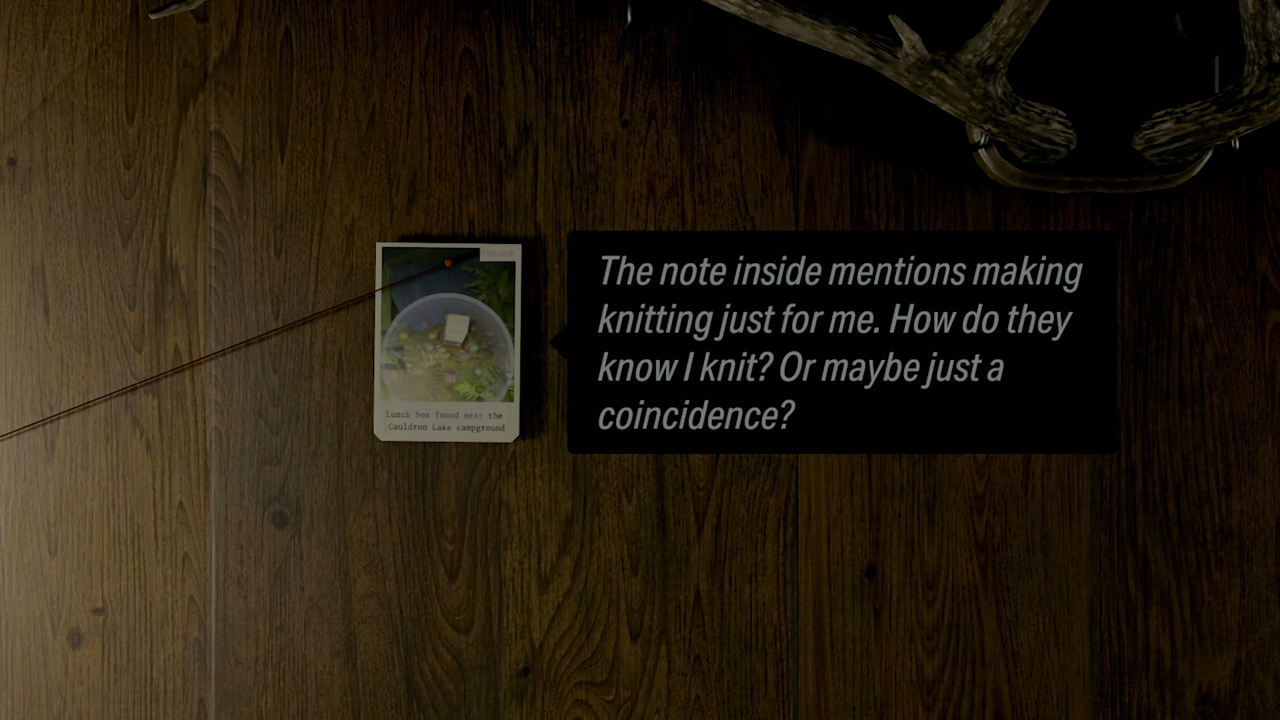 The note inside mentions making
knitting just for me. How do they
know I knit? Or maybe just a
coincidence?
Lunch box found near the
Cauldron Lake campground